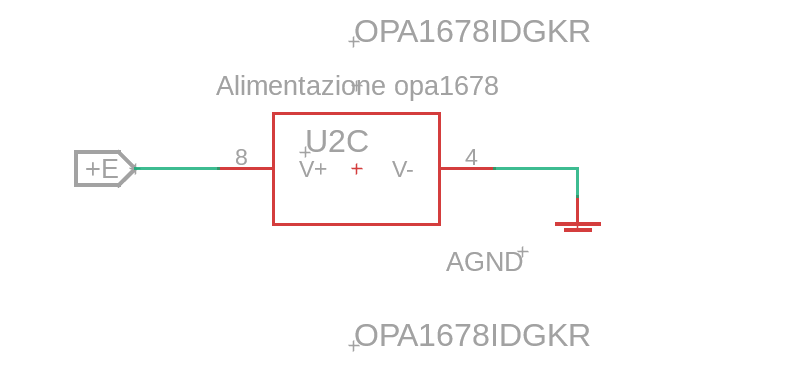 OPA1678IDGKR
Alimentazione opa1678
U2C
+E
8
V+
V-
4
AGND
OPA1678IDGKR